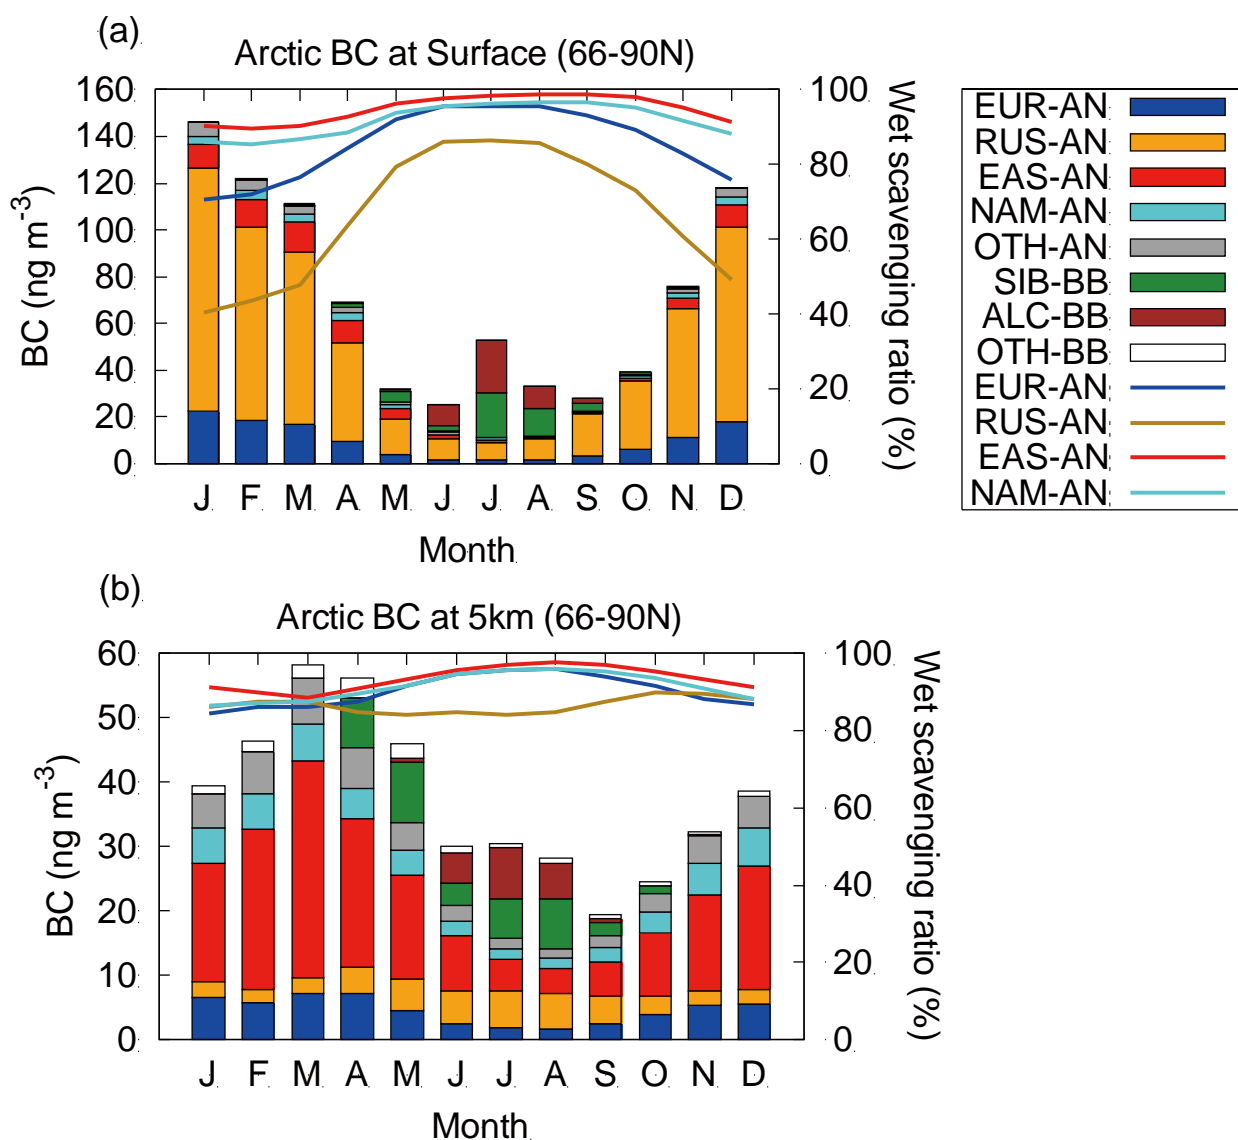 (a)
Arctic BC at Surface (66-90N)
160
140
120
100
80
60
40
20
0
BC (ng m-3)
100
80
60
40
20
0
Wet scavenging ratio (%)
J F M A M J J A S O N D
Month
EUR-AN
RUS-AN
EAS-AN
NAM-AN
OTH-AN
SIB-BB
ALC-BB
OTH-BB
EUR-AN
RUS-AN
EAS-AN
NAM-AN
(b)
Arctic BC at 5km (66-90N)
60
50
40
30
20
10
0
BC (ng m-3)
100
80
60
40
20
0
Wet scavenging ratio (%)
J F M A M J J A S O N D
Month